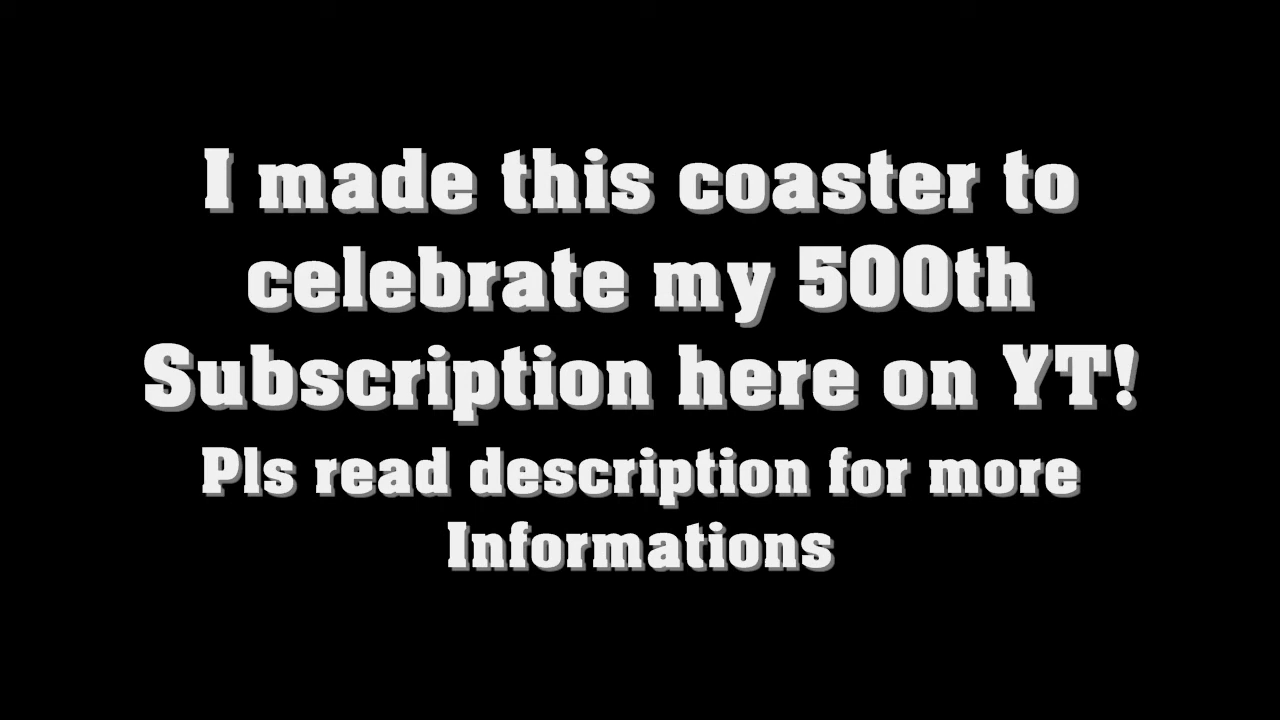 I made this coaster to
celebrate my 500th
Subscription here on YT!
Pls read description for more
Informations